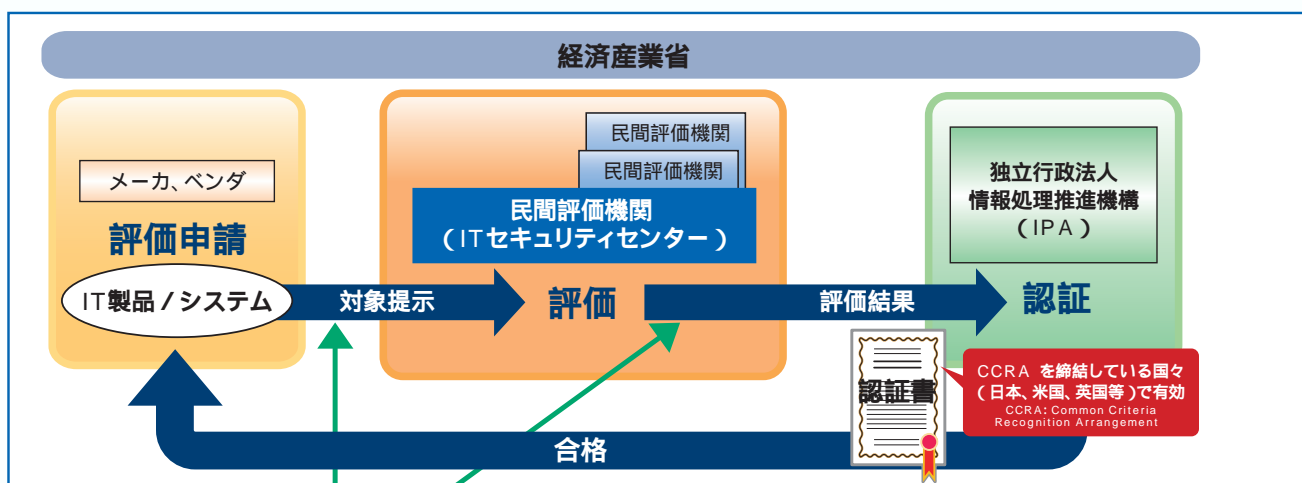 経済産業省
メーカ、ベンダ
評価申請
IT製品 / システム
対象提示
民間評価機関
民間評価機関
民間評価機関
( ITセキュリティセンター )
評価
評価結果
独立行政法人
情報処理推進機構
( IPA )
認証
認証書
CCRA を締結している国々
( 日本、米国、英国等 )で有効
CCRA: Common Criteria
Recognition Arrangement
合格